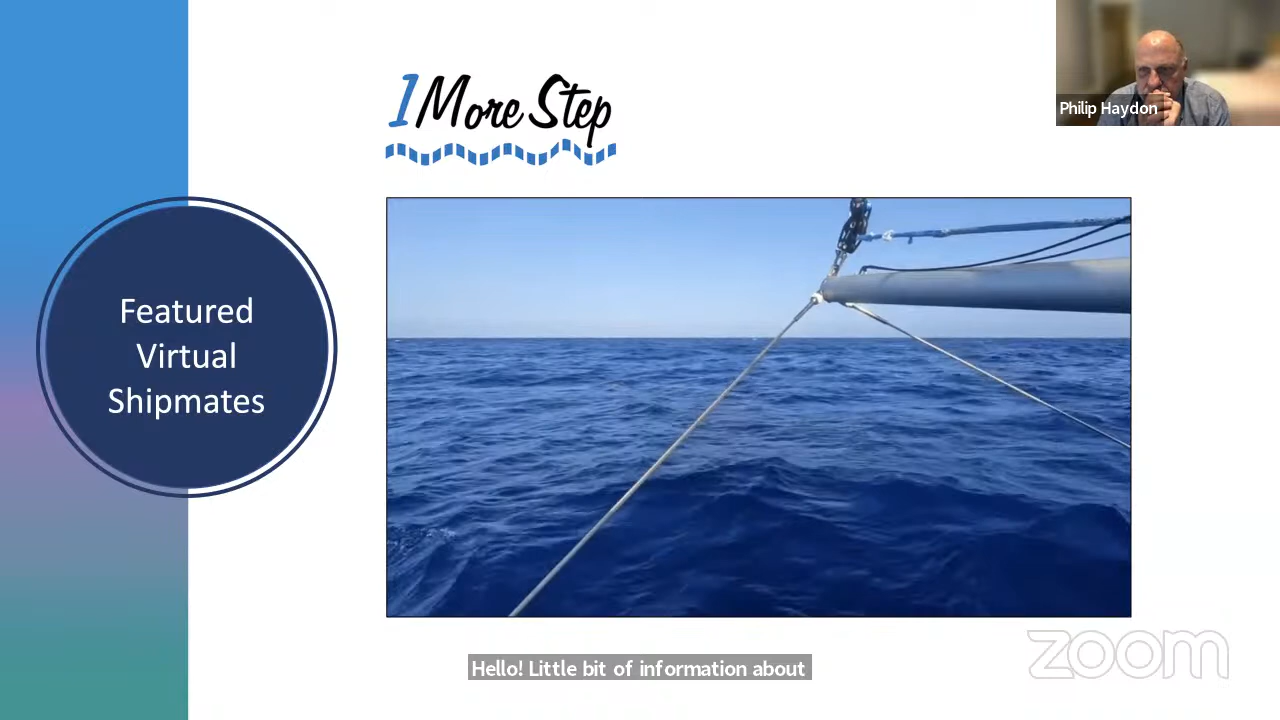 1 More Step
Philip Haydon
Featured
Virtual
Shipmates
Hello! Little bit of information about
zoom